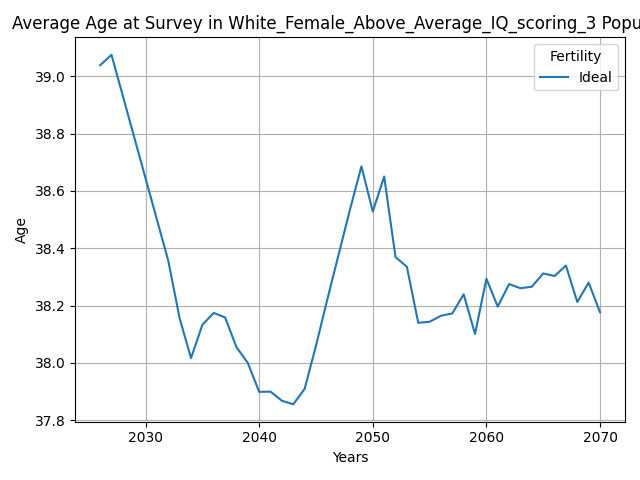 Average Age at Survey in White_Female_Above_Average_IQ_scoring_3 Popu
Fertility
Ideal
39.0
38.8
38.6
38.4
38.2
38.0
37.8
Age
2030 2040 2050 2060 2070
Years